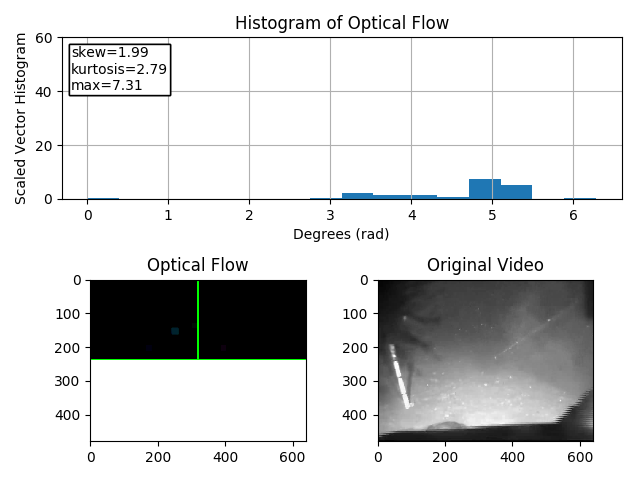 Histogram of Optical Flow
Scaled Vector Histogram
60
40
20
0
skew=1.99
kurtosis=2.79
max=7.31
0 1 2 3 4 5 6
Degrees (rad)
Optical Flow
0
100
200
300
400
0 200 400 600
Original Video
0
100
200
300
400
0 200 400 600